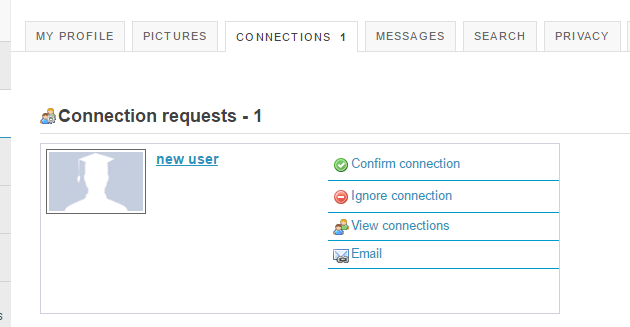 MY PROFILE PICTURES CONNECTIONS 1 MESSAGES SEARCH PRIVACY
Connection requests - 1
new user
Confirm connection
Ignore connection
View connections
Email